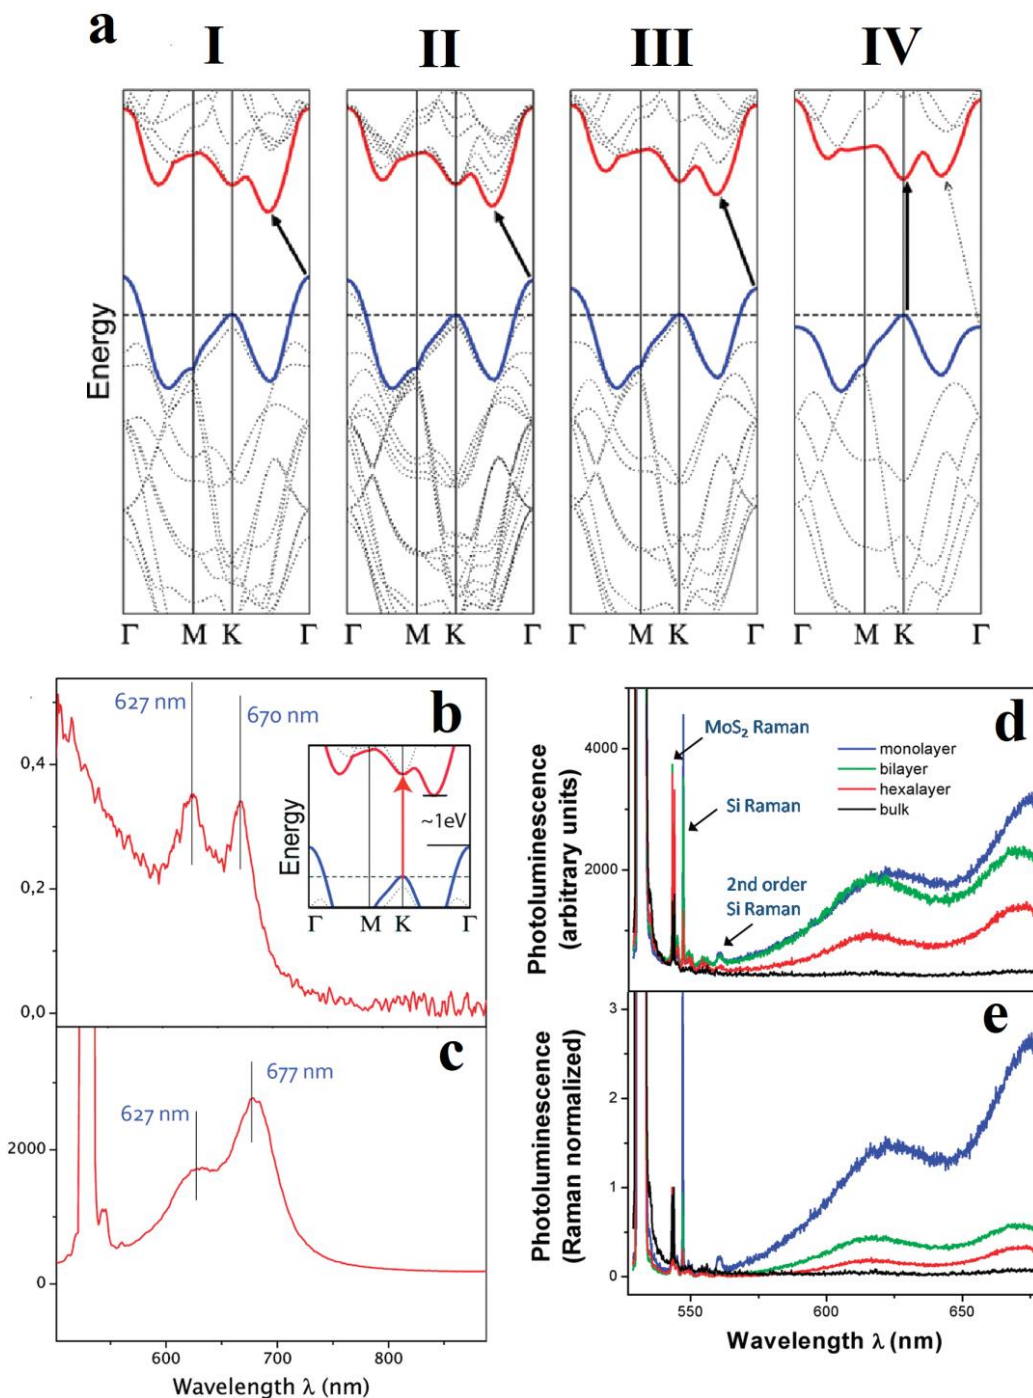 a
I II III IV
Energy
Γ M K Γ Γ M K Γ Γ M K Γ Γ M K Γ
b
627 nm
670 nm
0,4
0,2
0,0
Energy
~1eV
Γ M K Γ
c
627 nm
677 nm
2000
0
600 700 800
Wavelength λ (nm)
d
Photoluminescence
(arbitrary units)
4000
2000
MoS₂ Raman
Si Raman
2nd order
Si Raman
monolayer
bilayer
hexalayer
bulk
e
Photoluminescence
(Raman normalized)
3
2
1
0
550 600 650
Wavelength λ (nm)